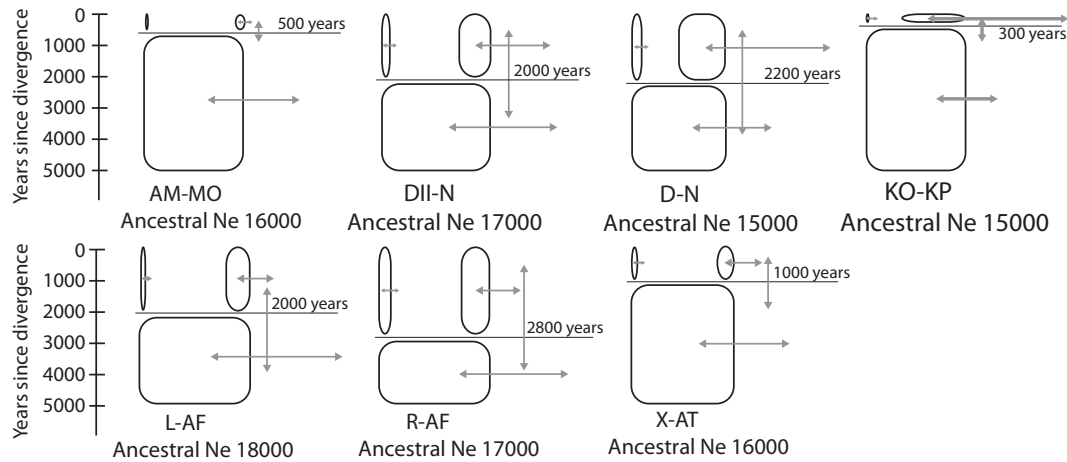 Years since divergence
0
1000
2000
3000
4000
5000
500 years
2000 years
2200 years
300 years
AM-MO
Ancestral Ne 16000
DII-N
Ancestral Ne 17000
D-N
Ancestral Ne 15000
KO-KP
Ancestral Ne 15000
Years since divergence
0
1000
2000
3000
4000
5000
2000 years
2800 years
1000 years
L-AF
Ancestral Ne 18000
R-AF
Ancestral Ne 17000
X-AT
Ancestral Ne 16000